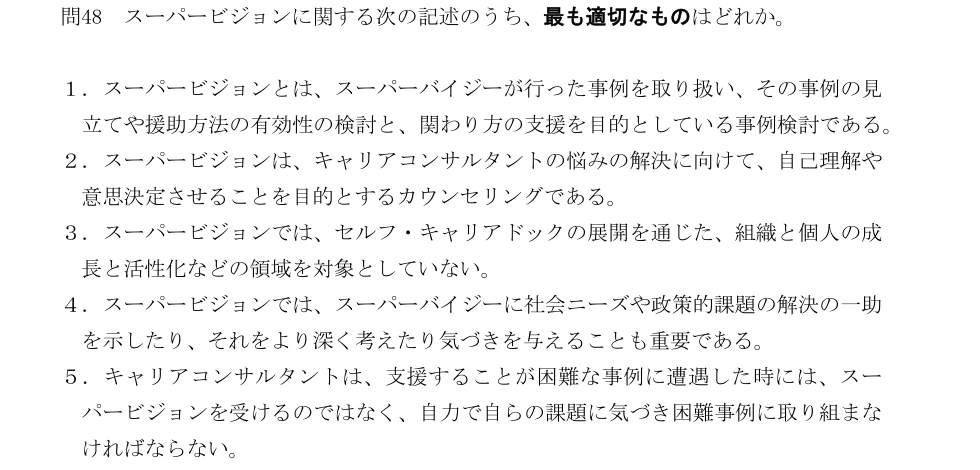 問48　スーパービジョンに関する次の記述のうち、最も適切なものはどれか。
１．スーパービジョンとは、スーパーバイジーが行った事例を取り扱い、その事例の見
立てや援助方法の有効性の検討と、関わり方の支援を目的としている事例検討である。
２．スーパービジョンは、キャリアコンサルタントの悩みの解決に向けて、自己理解や
意思決定させることを目的とするカウンセリングである。
３．スーパービジョンでは、セルフ・キャリアドックの展開を通じた、組織と個人の成
長と活性化などの領域を対象としていない。
４．スーパービジョンでは、スーパーバイジーに社会ニーズや政策的課題の解決の一助
を示したり、それをより深く考えたり気づきを与えることも重要である。
５．キャリアコンサルタントは、支援することが困難な事例に遭遇した時には、スー
パービジョンを受けるのではなく、自力で自らの課題に気づき困難事例に取り組まな
ければならない。